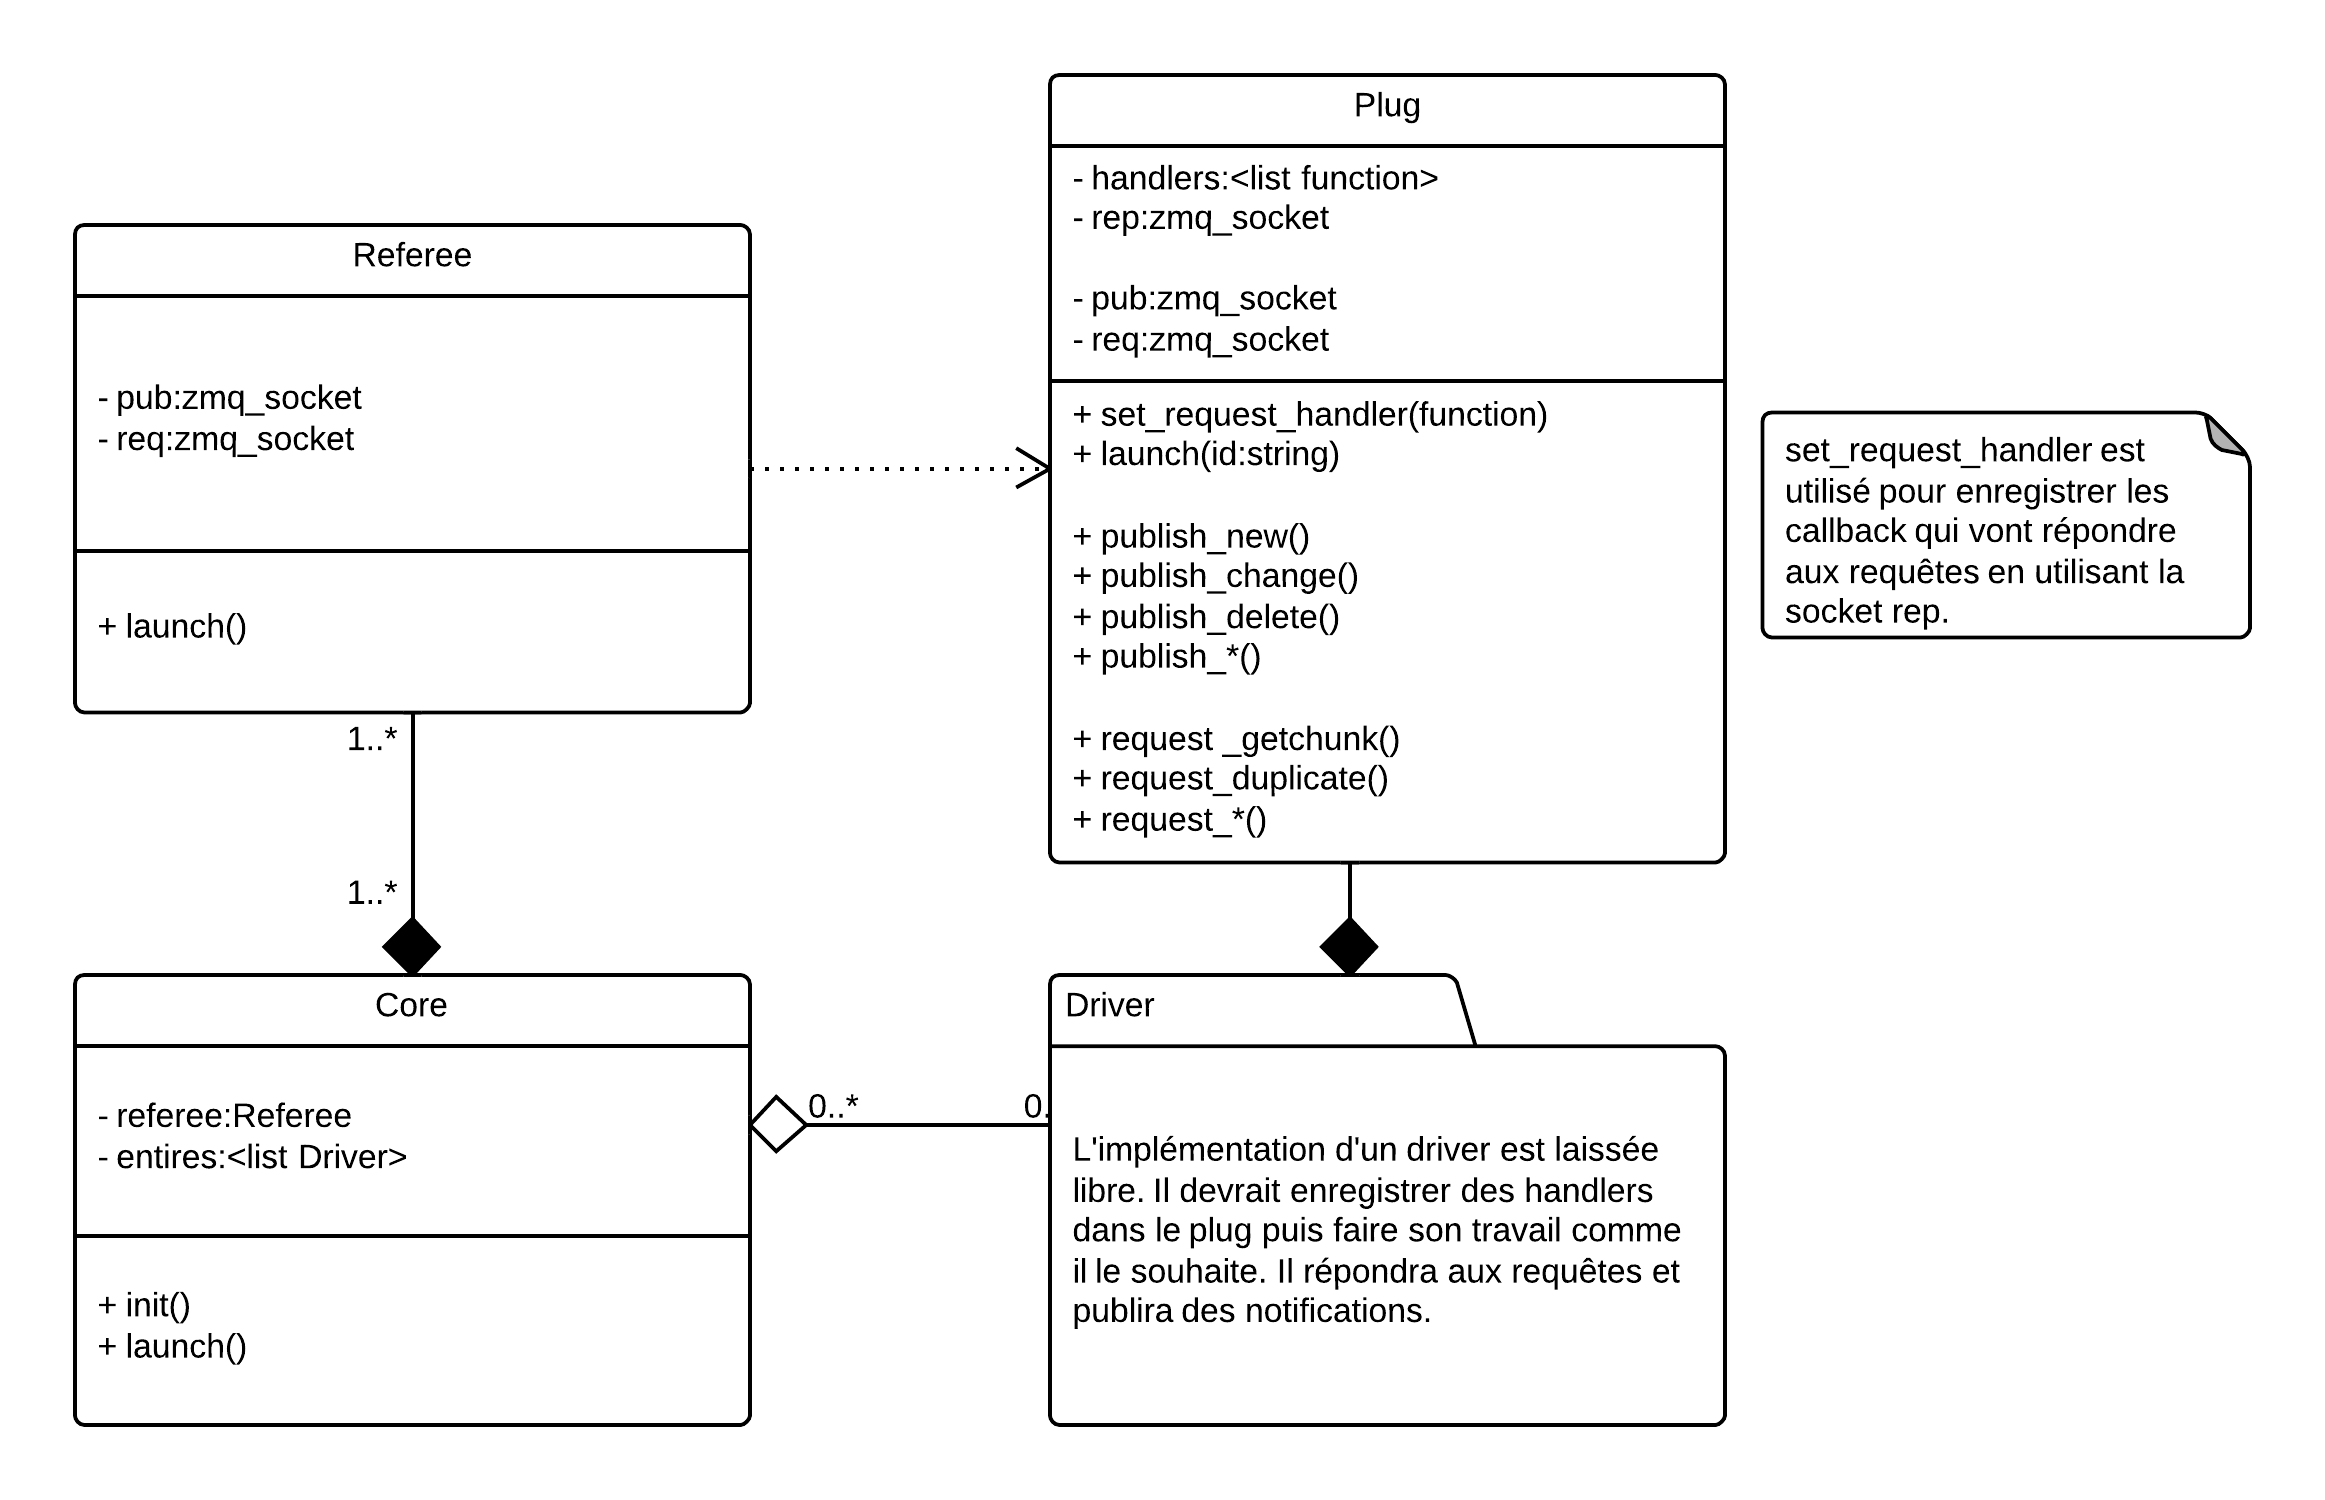 Plug
- handlers:<list function>
- rep:zmq_socket
- pub:zmq_socket
- req:zmq_socket
+ set_request_handler(function)
+ launch(id:string)
+ publish_new()
+ publish_change()
+ publish_delete()
+ publish_*()
+ request _getchunk()
+ request_duplicate()
+ request_*()
Referee
- pub:zmq_socket
- req:zmq_socket
+ launch()
set_request_handler est
utilisé pour enregistrer les
callback qui vont répondre
aux requêtes en utilisant la
socket rep.
1..*
1..*
Core
- referee:Referee
- entires:<list Driver>
+ init()
+ launch()
0..*
0.
Driver
L'implémentation d'un driver est laissée
libre. Il devrait enregistrer des handlers
dans le plug puis faire son travail comme
il le souhaite. Il répondra aux requêtes et
publira des notifications.